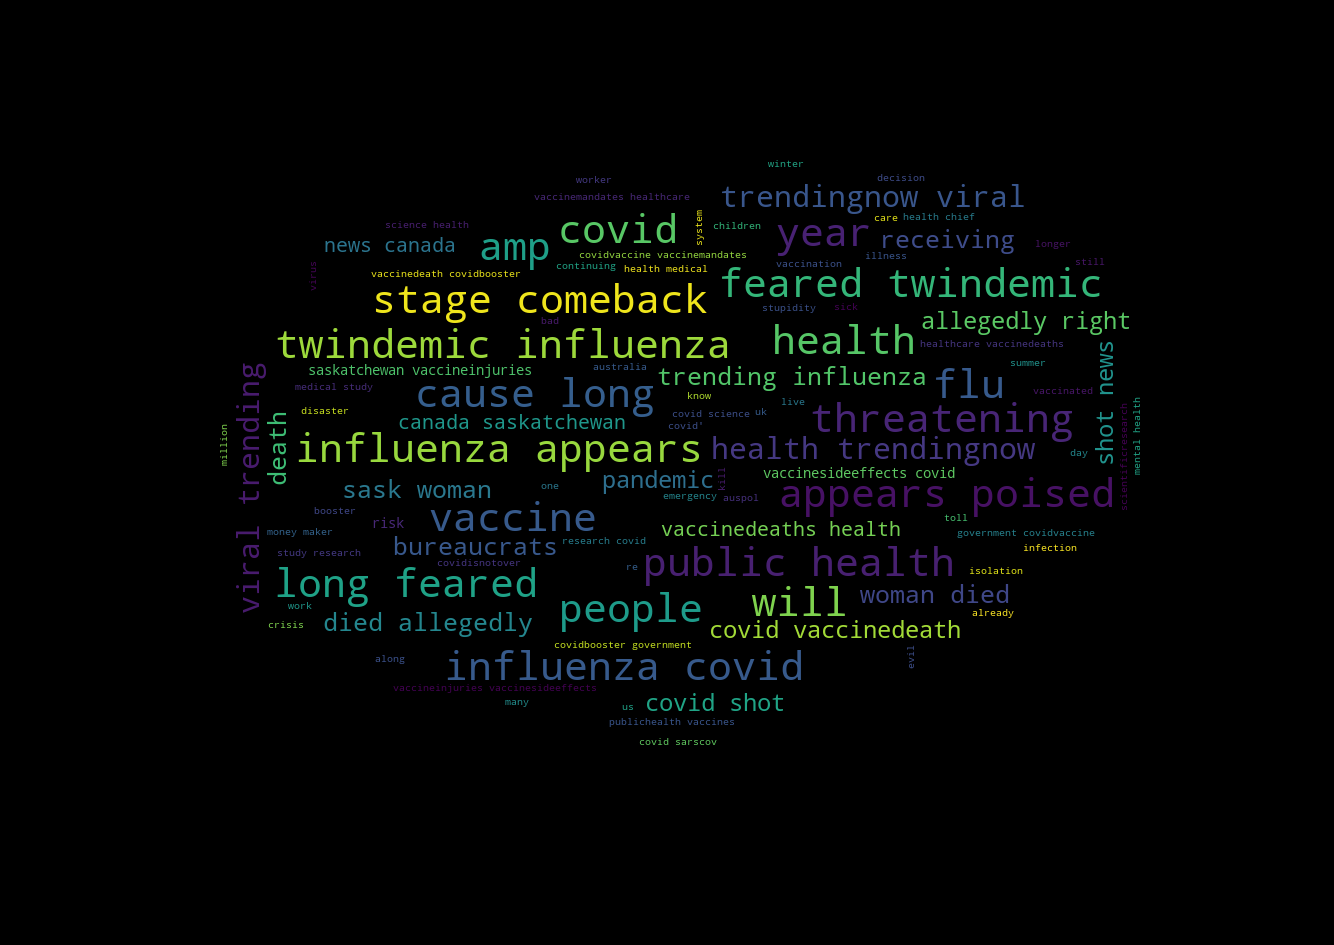 winter
worker
decision
vaccinemandates healthcare
trendingnow viral
science health
covid
system
children
care
health chief
news canada
amp
year
receiving
longer
covidvaccine vaccinemandates
illness
virus
vaccinedeath covidbooster
continuing
health medical
vaccination
still
stage comeback
feared twindemic
stupidity
sick
bad
allegedly right
twindemic influenza
health
healthcare vaccinedeaths
saskatchewan vaccineinjuries
australia
trending influenza
summer
shot news
medical study
cause long
know
flu
vaccinated
viral trending
disaster
canada saskatchewan
covid science
uk
live
threatening
covid'
scientificresearch
mental health
million
death
influenza appears
health trendingnow
day
sask woman
one
pandemic
kill
vaccinesideeffects covid
emergency
auspol
appears poised
booster
risk
vaccine
vaccinedeaths health
toll
money maker
bureaucrats
research covid
government covidvaccine
study research
covidisnotover
infection
long feared
re
public health
isolation
work
people
will
woman died
already
crisis
died allegedly
covid vaccinedeath
covidbooster government
along
influenza covid
evil
vaccineinjuries vaccinesideeffects
many
us
covid shot
publichealth vaccines
covid sarscov